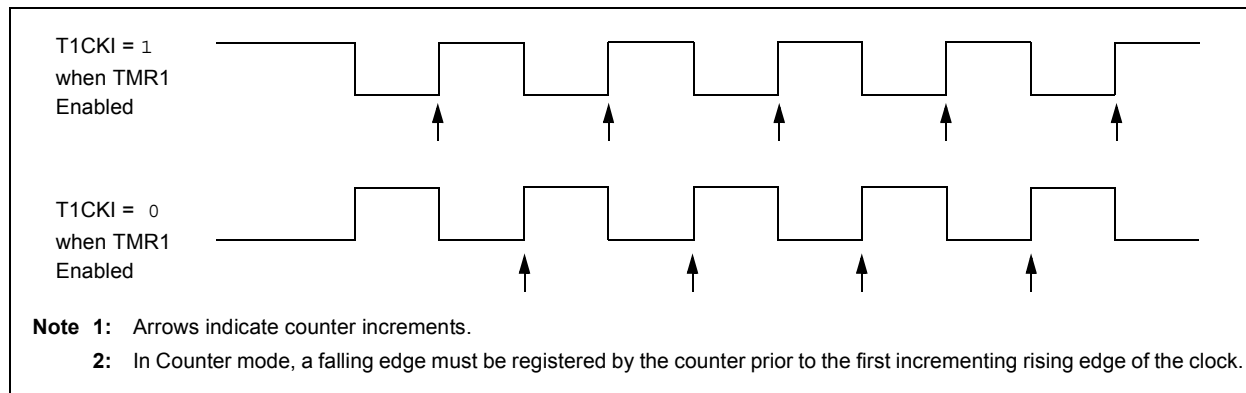 T1CKI = 1
when TMR1
Enabled
T1CKI = 0
when TMR1
Enabled
Note 1: Arrows indicate counter increments.
2: In Counter mode, a falling edge must be registered by the counter prior to the first incrementing rising edge of the clock.